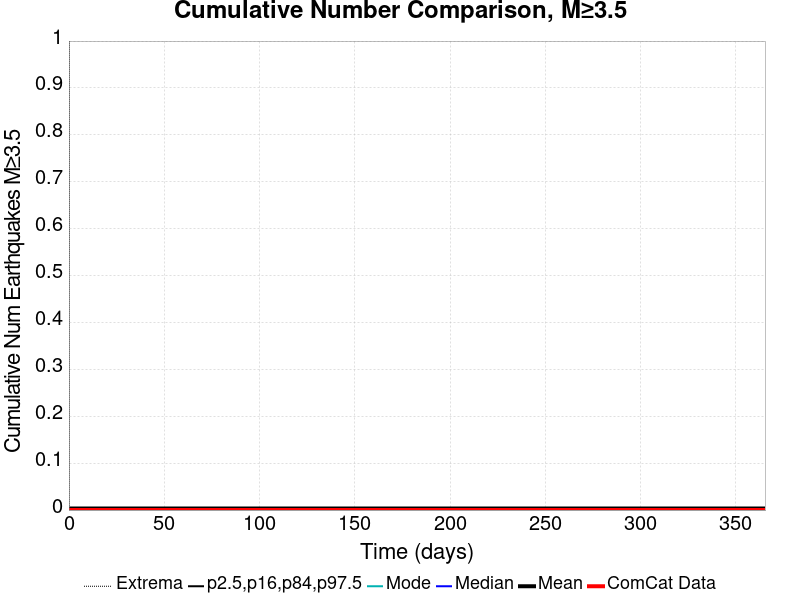 Cumulative Number Comparison, M≥3.5
Cumulative Num Earthquakes M≥3.5
1
0.9
0.8
0.7
0.6
0.5
0.4
0.3
0.2
0.1
0
0 50 100 150 200 250 300 350
Time (days)
Extrema p2.5,p16,p84,p97.5 Mode Median Mean ComCat Data